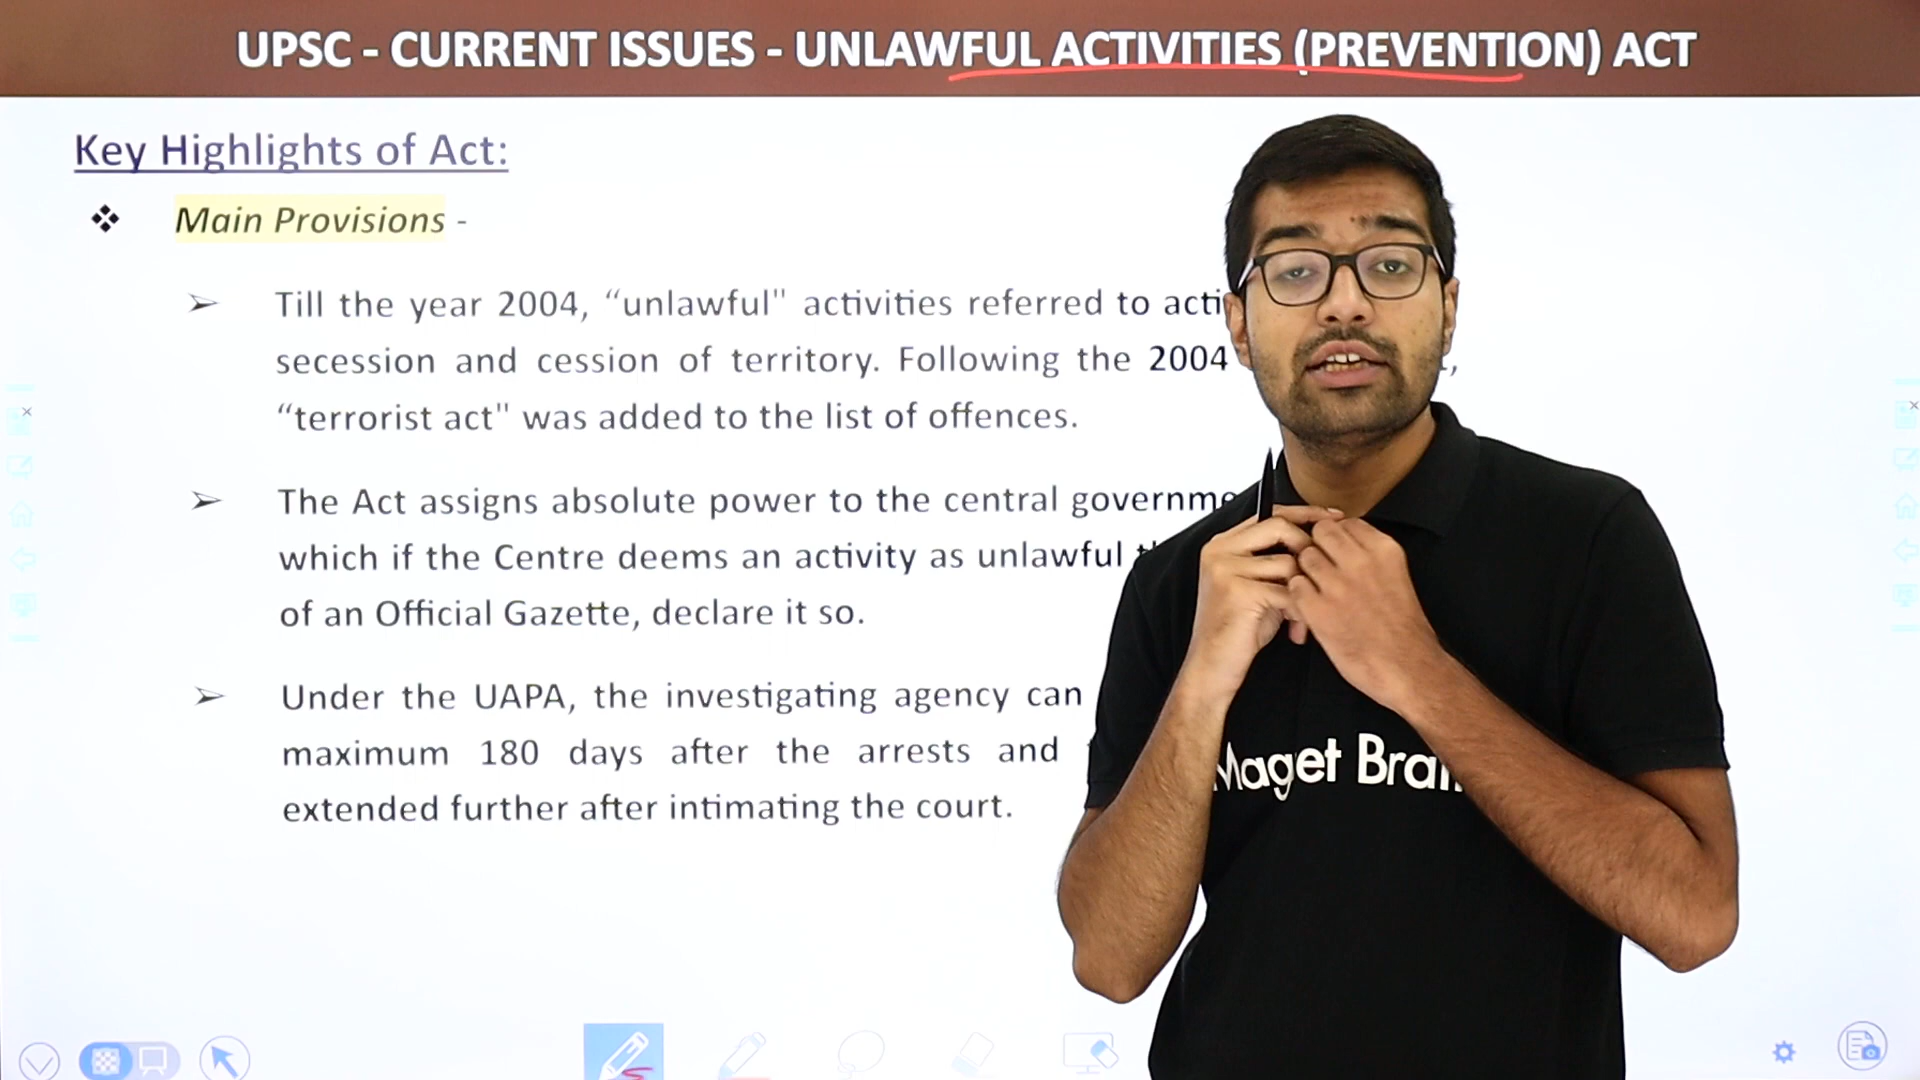 UPSC - CURRENT ISSUES - UNLAWFUL ACTIVITIES (PREVENTION) ACT
Key Highlights of Act:
Main Provisions -
Till the year 2004, “unlawful" activities referred to
secession and cession of territory. Following the 2004
“terrorist act" was added to the list of offences.
The Act assigns absolute power to the central
which if the Centre deems an activity as unlawful
of an Official Gazette, declare it so.
Under the UAPA, the investigating agency can
maximum 180 days after the arrests and
extended further after intimating the court.
Maget